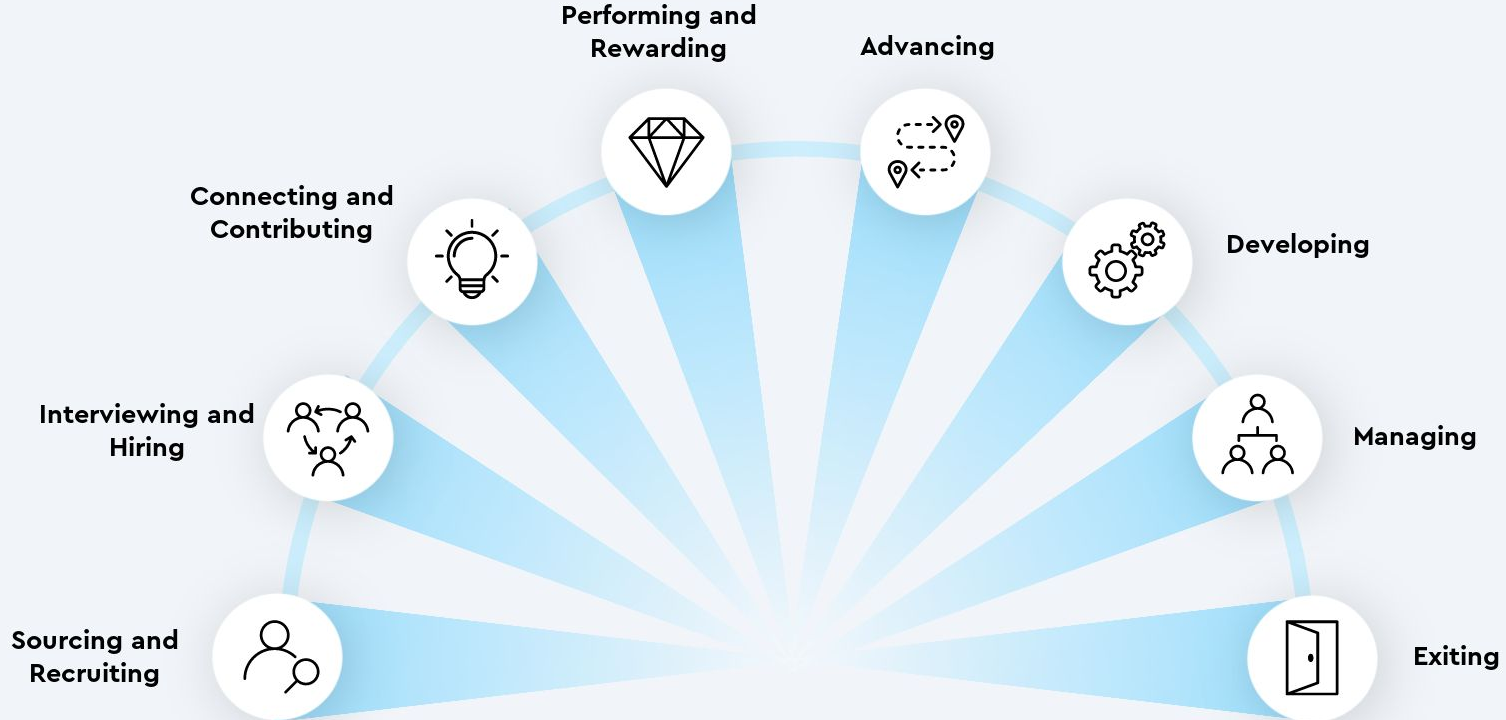 Performing and
Rewarding
Advancing
Connecting and
Contributing
Developing
Interviewing and
Hiring
Managing
Sourcing and
Recruiting
Exiting